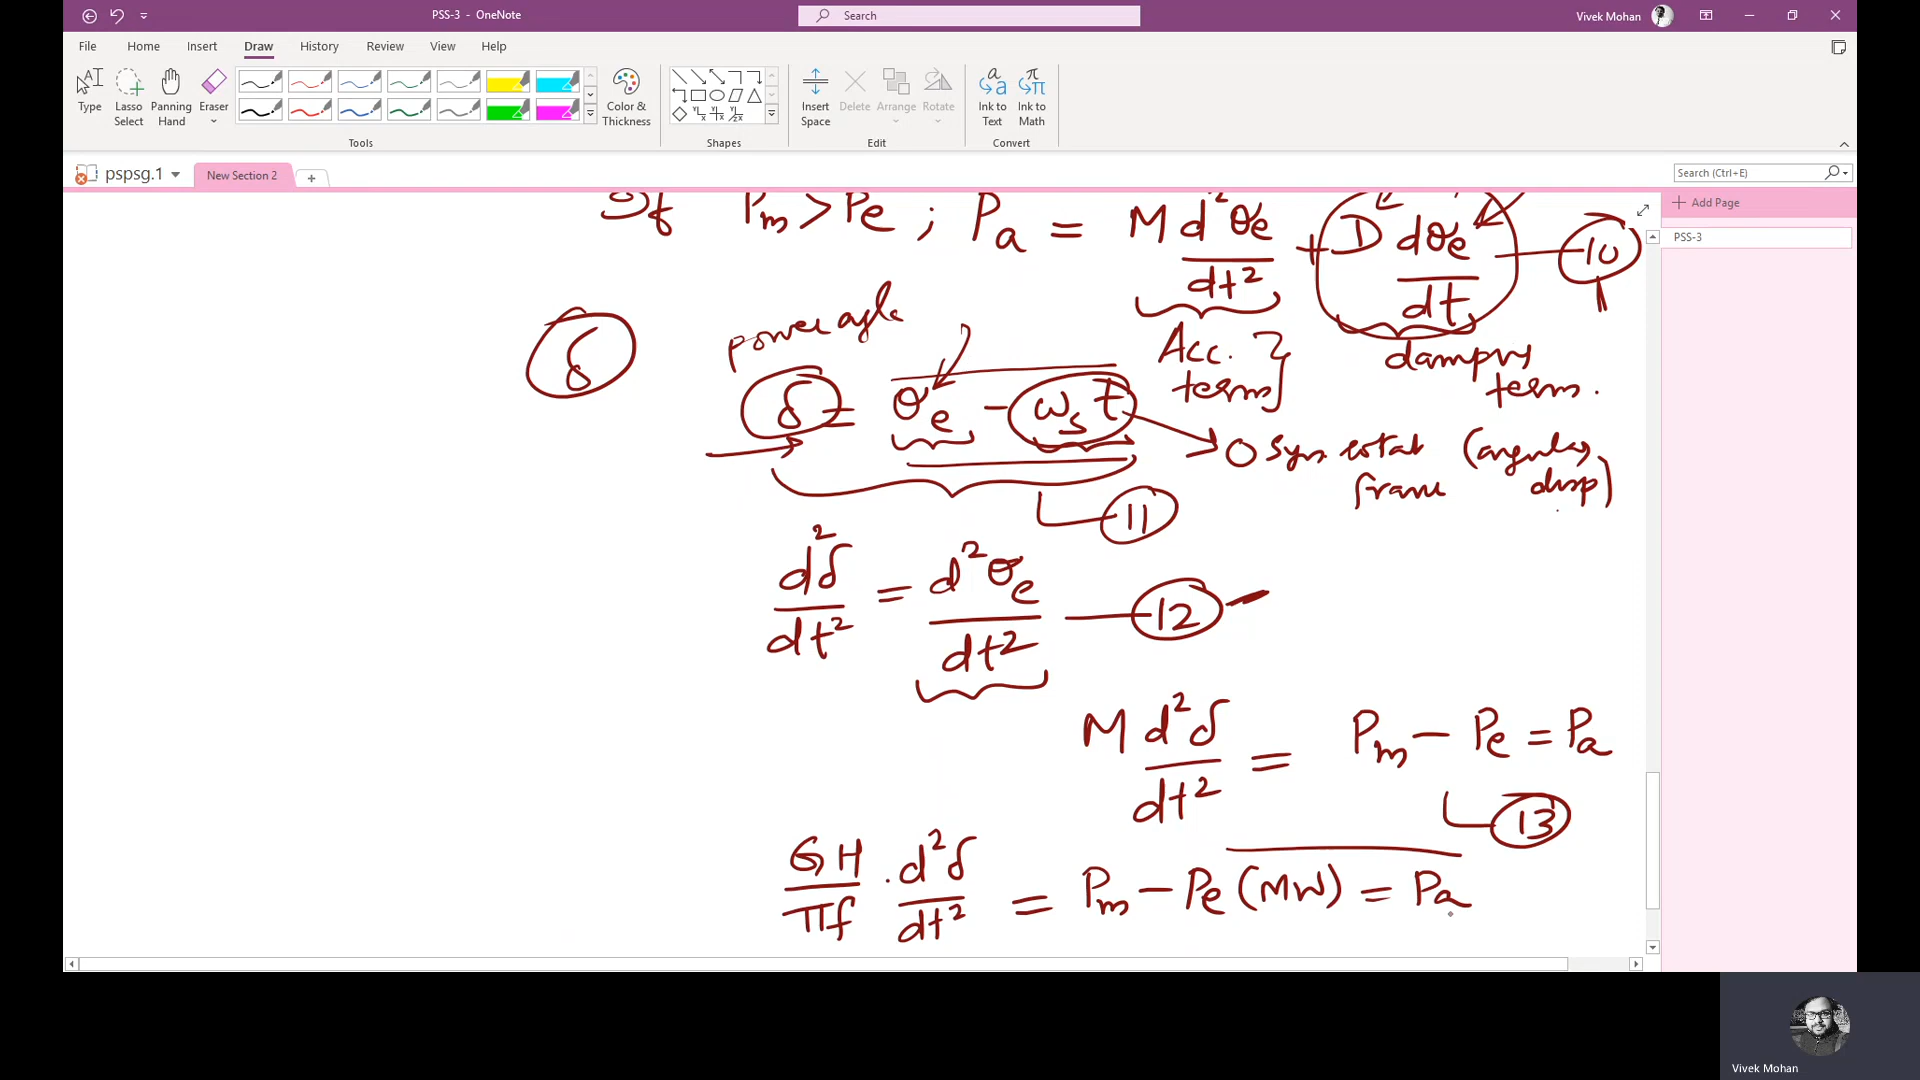 PSS-3 - OneNote
Search
Vivek Mohan
File Home Insert Draw History Review View Help
Type
Lasso Select
Panning Hand
Eraser
Color & Thickness
Insert Space
Delete
Arrange
Rotate
Ink to Text
Ink to Math
Tools
Shapes
Edit
Convert
pspsg.1
New Section 2
Search (Ctrl+E)
Add Page
PSS-3
If Pm > Pe ; Pa = M d²θe/dt² + D dθe/dt — 10
Acc. terms
damping term.
δ
power angle
δ = θe - ωs t
Syn. rotat frame (angular disp)
11
d²δ/dt² = d²θe/dt² — 12
M d²δ/dt² = Pm - Pe = Pa
13
GH/πf . d²δ/dt² = Pm - Pe (MW) = Pa
Vivek Mohan